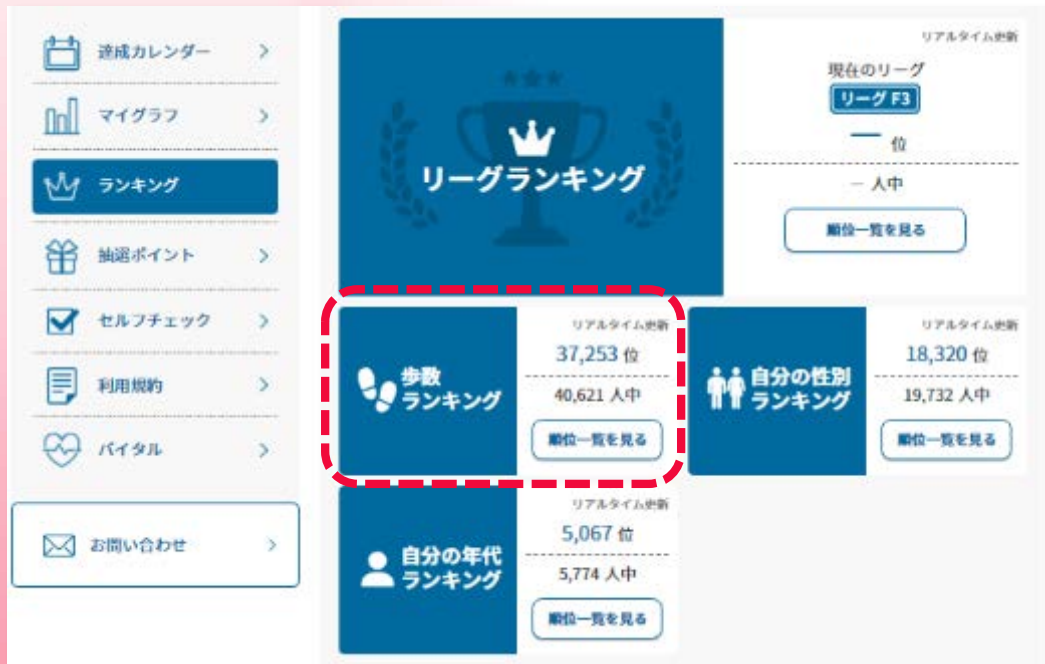 達成カレンダー
マイグラフ
ランキング
抽選ポイント
セルフチェック
利用規約
バイタル
お問い合わせ
リーグランキング
リアルタイム更新
現在のリーグ
リーグ F3
— 位
— 人中
順位一覧を見る
歩数
ランキング
リアルタイム更新
37,253 位
40,621 人中
順位一覧を見る
自分の性別
ランキング
リアルタイム更新
18,320 位
19,732 人中
順位一覧を見る
自分の年代
ランキング
リアルタイム更新
5,067 位
5,774 人中
順位一覧を見る